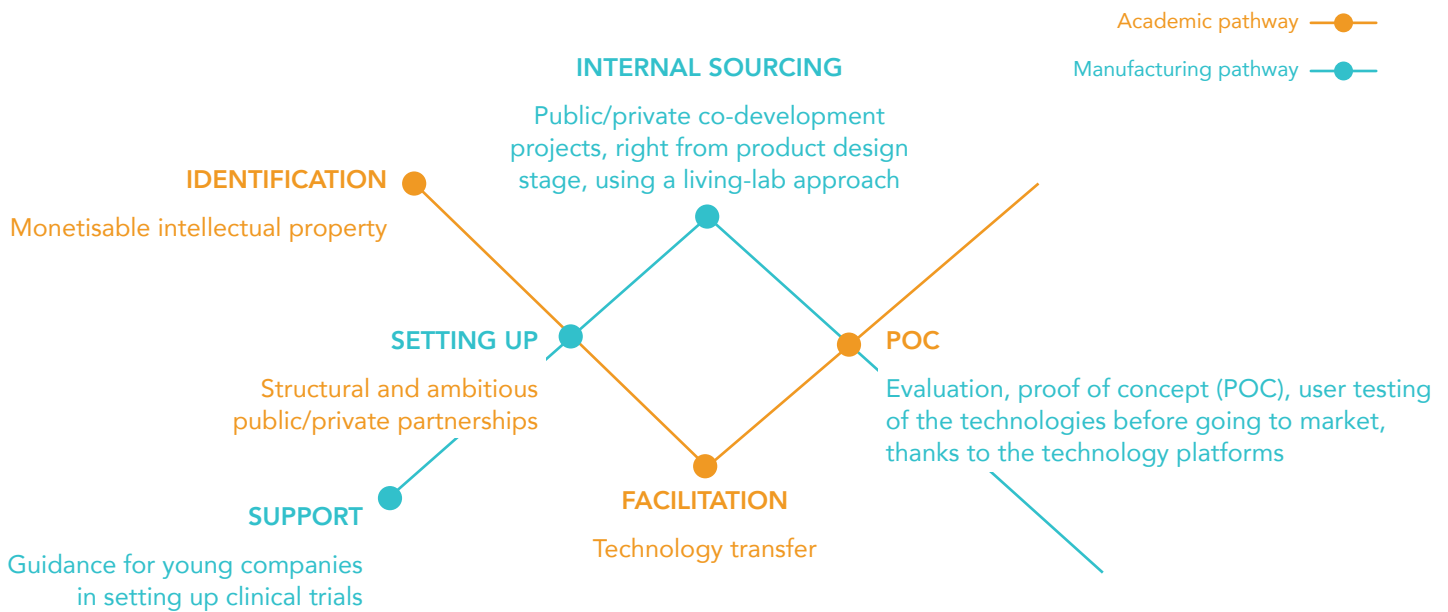 Academic pathway
Manufacturing pathway
INTERNAL SOURCING
Public/private co-development
projects, right from product design
stage, using a living-lab approach
IDENTIFICATION
Monetisable intellectual property
SETTING UP
Structural and ambitious
public/private partnerships
POC
Evaluation, proof of concept (POC), user testing
of the technologies before going to market,
thanks to the technology platforms
SUPPORT
Guidance for young companies
in setting up clinical trials
FACILITATION
Technology transfer